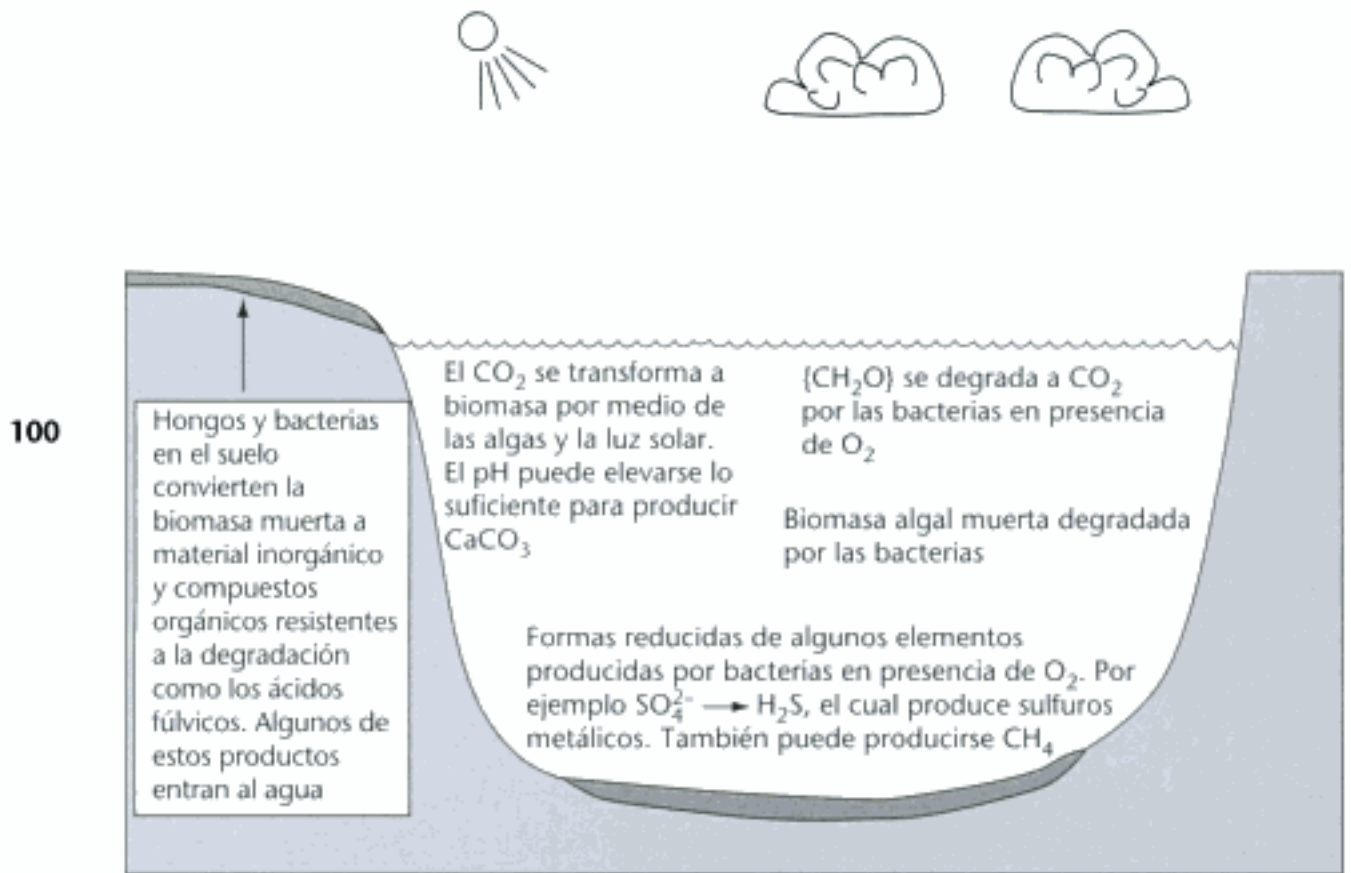 100
Hongos y bacterias
en el suelo
convierten la
biomasa muerta a
material inorgánico
y compuestos
orgánicos resistentes
a la degradación
como los ácidos
fúlvicos. Algunos de
estos productos
entran al agua
El CO₂ se transforma a
biomasa por medio de
las algas y la luz solar.
El pH puede elevarse lo
suficiente para producir
CaCO₃
{CH₂O} se degrada a CO₂
por las bacterias en presencia
de O₂
Biomasa algal muerta degradada
por las bacterias
Formas reducidas de algunos elementos
producidas por bacterias en presencia de O₂. Por
ejemplo SO₄²⁻ → H₂S, el cual produce sulfuros
metálicos. También puede producirse CH₄